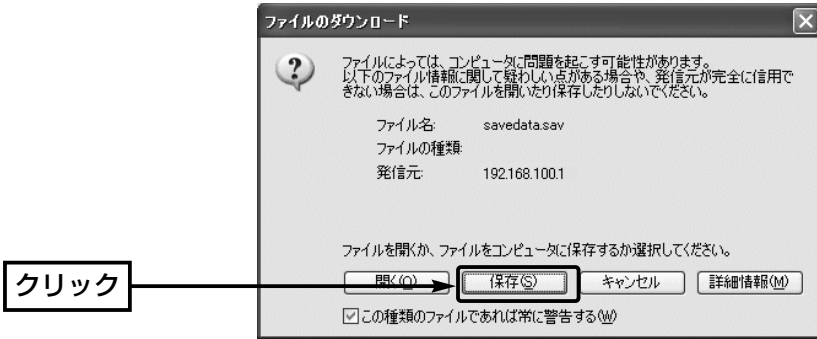 ファイルのダウンロード
ファイルによっては、コンピュータに問題を起こす可能性があります。
以下のファイル情報に関して疑わしい点がある場合や、発信元が完全に信用で
きない場合は、このファイルを開いたり保存したりしないでください。
ファイル名: savedata.sav
ファイルの種類:
発信元: 192.168.100.1
ファイルを開くか、ファイルをコンピュータに保存するか選択してください。
クリック
開く(O) 保存(S) キャンセル 詳細情報(M)
この種類のファイルであれば常に警告する(W)